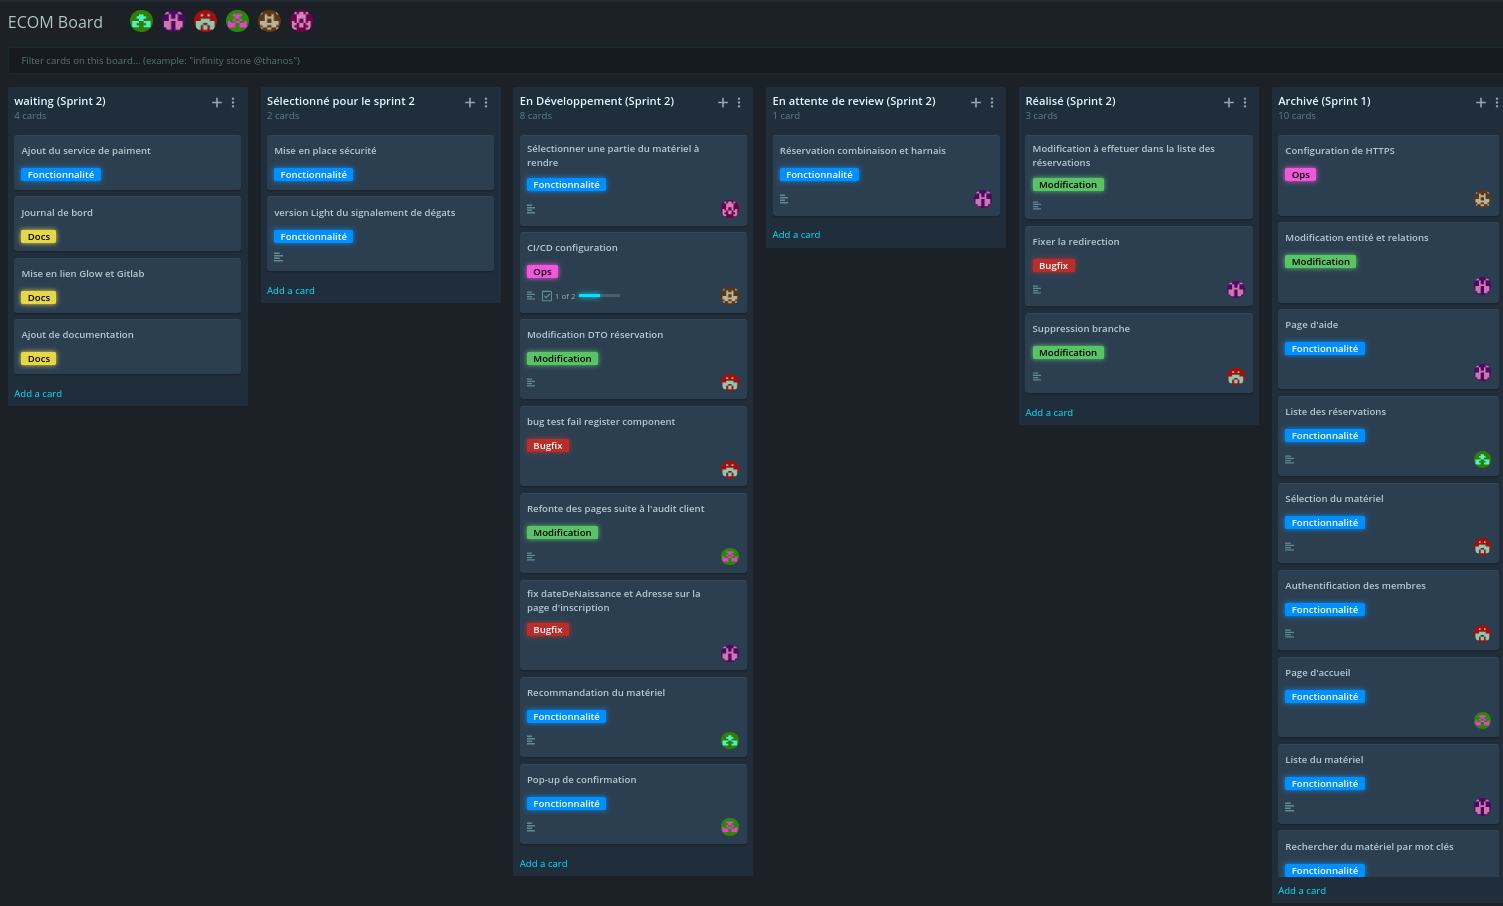 ECOM Board
Filter cards on this board... (example: "infinity stone @thanos")
waiting (Sprint 2)
4 cards
Ajout du service de paiment
Fonctionnalité
Journal de bord
Docs
Mise en lien Glow et Gitlab
Docs
Ajout de documentation
Docs
Add a card
Sélectionné pour le sprint 2
2 cards
Mise en place sécurité
Fonctionnalité
version Light du signalement de dégats
Fonctionnalité
Add a card
En Développement (Sprint 2)
8 cards
Sélectionner une partie du matériel à
rendre
Fonctionnalité
CI/CD configuration
Ops
1 of 2
Modification DTO réservation
Modification
bug test fail register component
Bugfix
Refonte des pages suite à l'audit client
Modification
fix dateDeNaissance et Adresse sur la
page d'inscription
Bugfix
Recommandation du matériel
Fonctionnalité
Pop-up de confirmation
Fonctionnalité
Add a card
En attente de review (Sprint 2)
1 card
Réservation combinaison et harnais
Fonctionnalité
Add a card
Réalisé (Sprint 2)
3 cards
Modification à effetuer dans la liste des
réservations
Modification
Fixer la redirection
Bugfix
Suppression branche
Modification
Add a card
Archivé (Sprint 1)
10 cards
Configuration de HTTPS
Ops
Modification entité et relations
Modification
Page d'aide
Fonctionnalité
Liste des réservations
Fonctionnalité
Sélection du matériel
Fonctionnalité
Authentification des membres
Fonctionnalité
Page d'accueil
Fonctionnalité
Liste du matériel
Fonctionnalité
Rechercher du matériel par mot clés
Fonctionnalité
Add a card